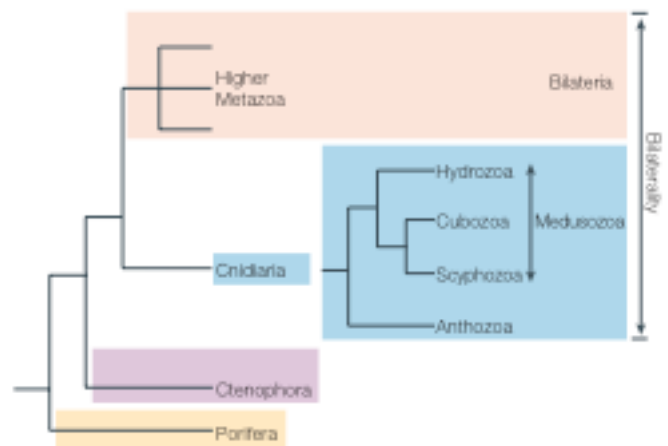 Higher
Metazoa
Bilateria
Bilaterality
Hydrozoa
Cubozoa
Medusozoa
Scyphozoa
Cnidaria
Anthozoa
Ctenophora
Porifera